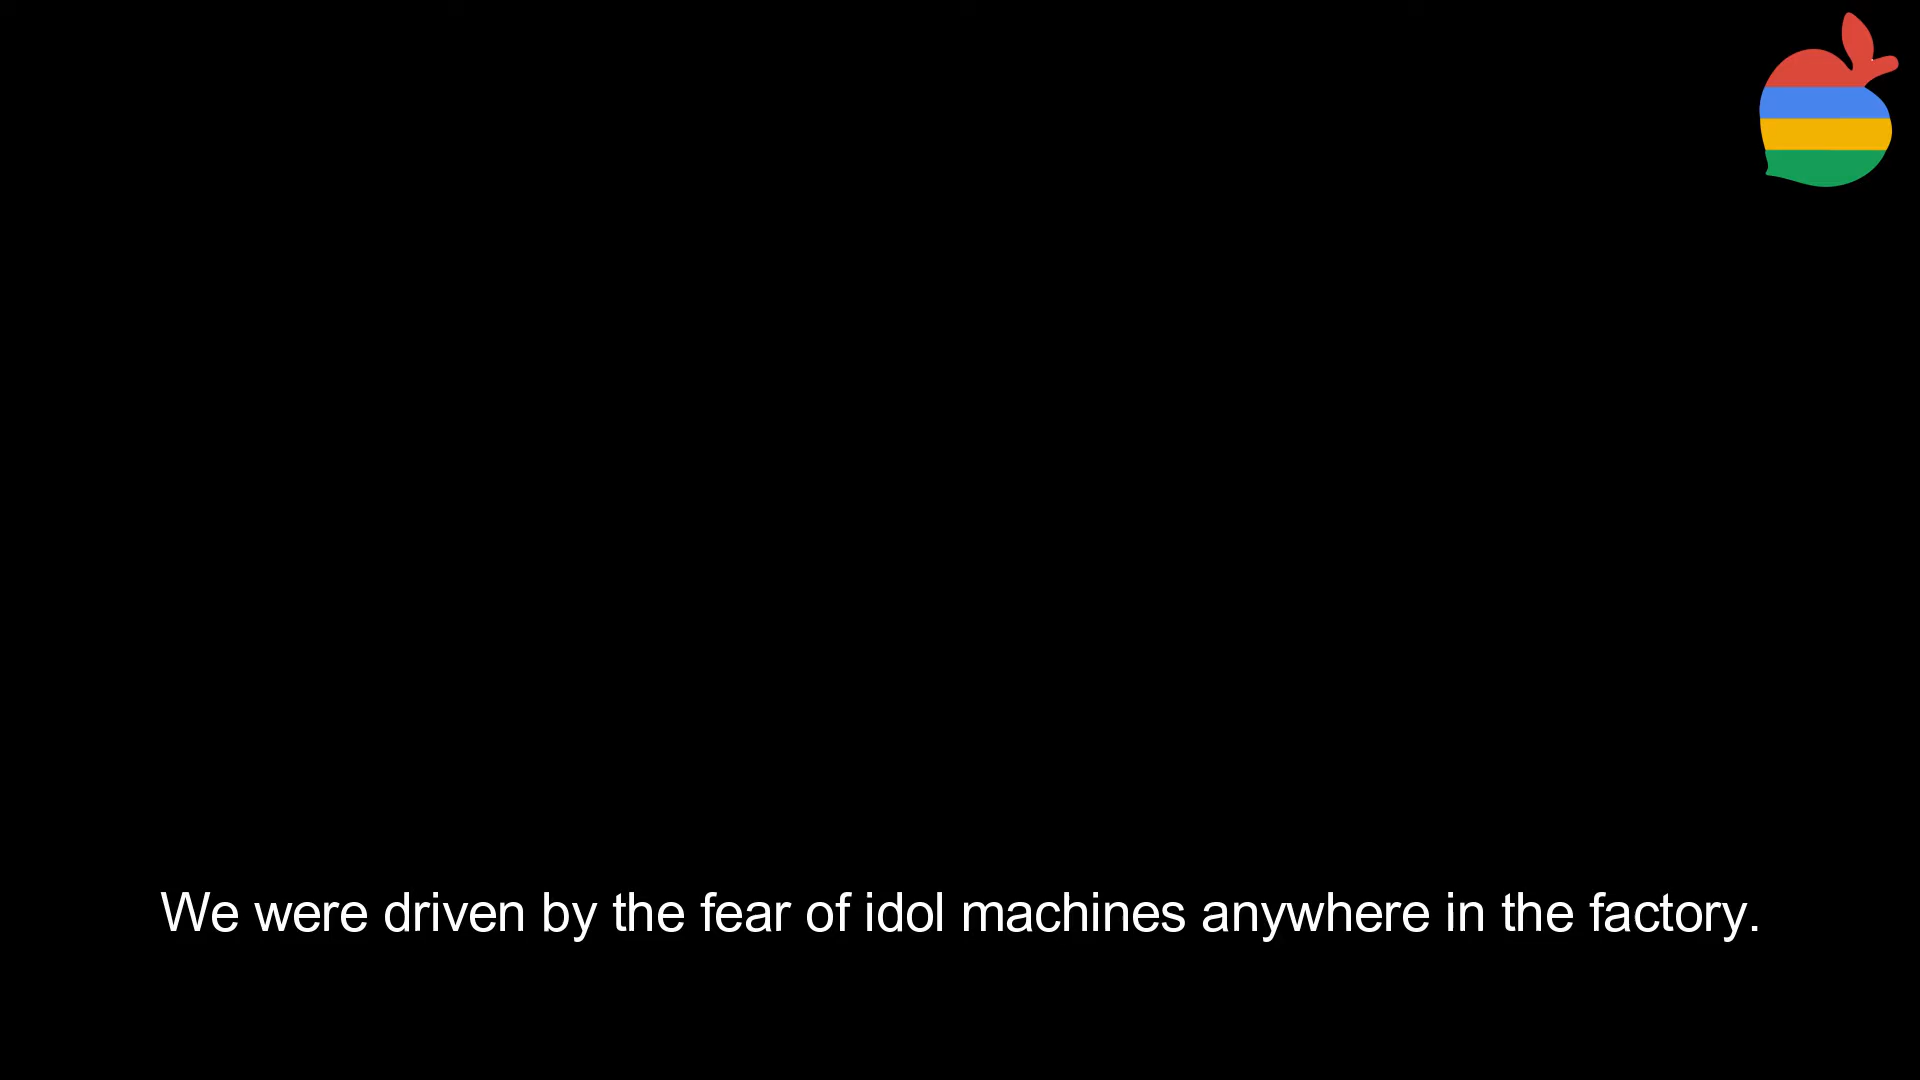 We were driven by the fear of idol machines anywhere in the factory.